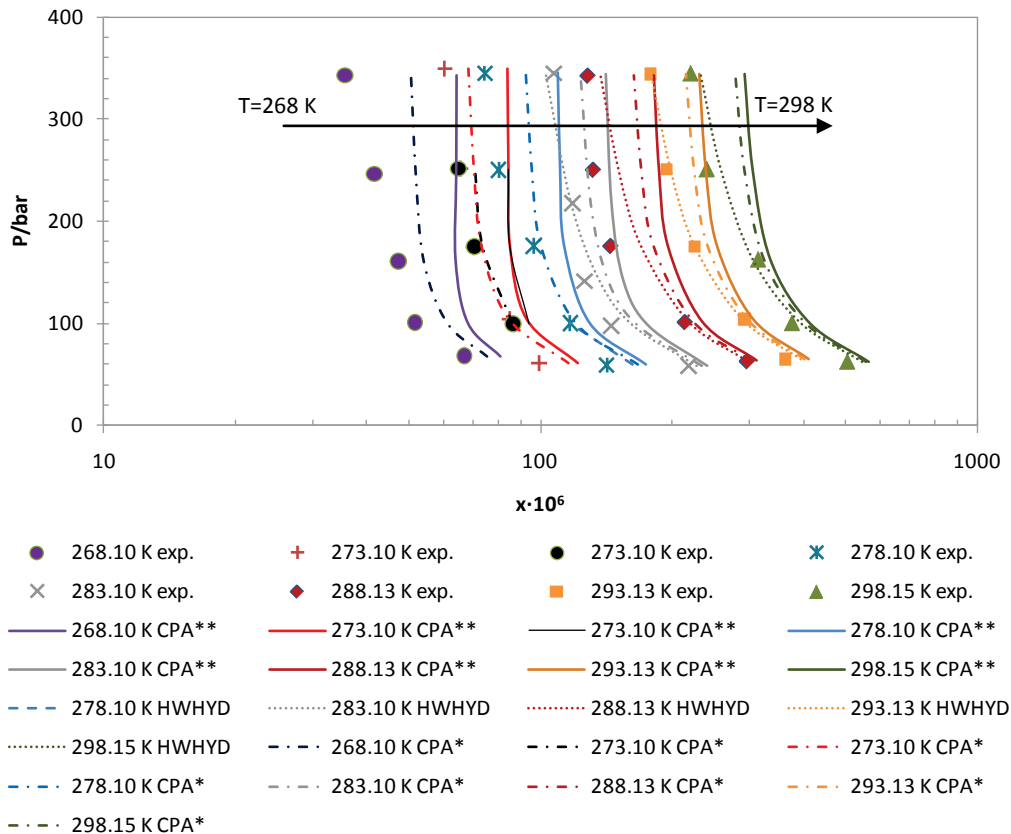 400
T=268 K
T=298 K
300
P/bar
200
100
0
10
100
1000
x·10⁶
268.10 K exp.
273.10 K exp.
273.10 K exp.
278.10 K exp.
283.10 K exp.
288.13 K exp.
293.13 K exp.
298.15 K exp.
268.10 K CPA**
273.10 K CPA**
273.10 K CPA**
278.10 K CPA**
283.10 K CPA**
288.13 K CPA**
293.13 K CPA**
298.15 K CPA**
278.10 K HWHYD
283.10 K HWHYD
288.13 K HWHYD
293.13 K HWHYD
298.15 K HWHYD
268.10 K CPA*
273.10 K CPA*
273.10 K CPA*
278.10 K CPA*
283.10 K CPA*
288.13 K CPA*
293.13 K CPA*
298.15 K CPA*